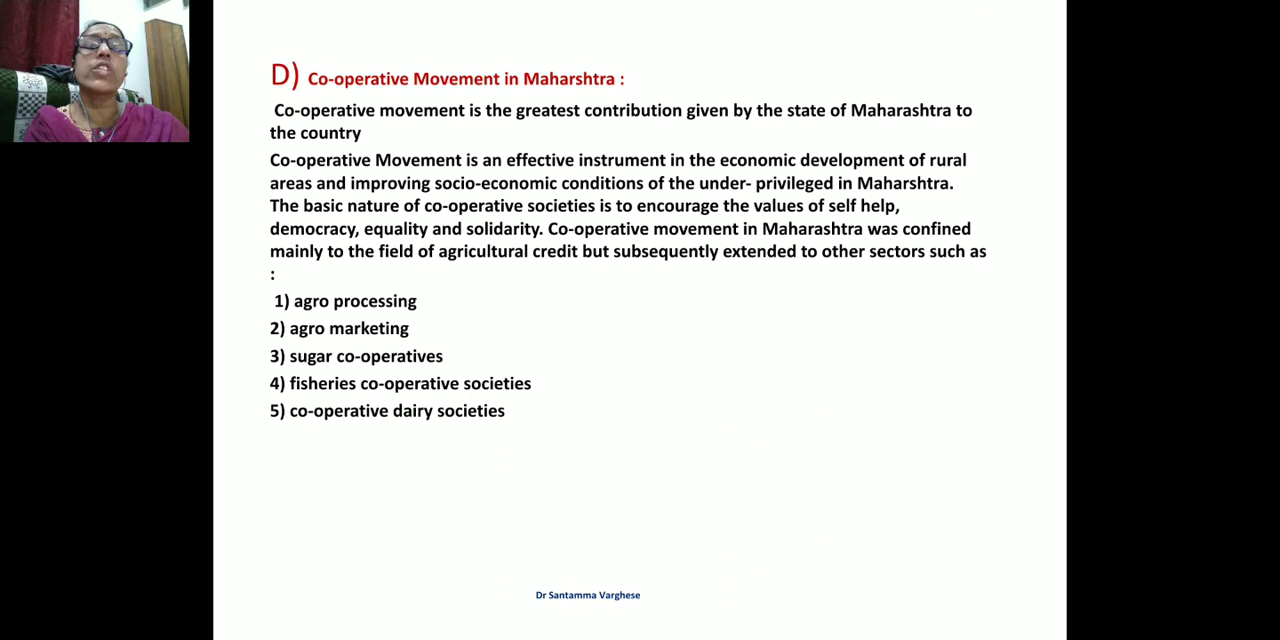 D) Co-operative Movement in Maharshtra :
Co-operative movement is the greatest contribution given by the state of Maharashtra to
the country
Co-operative Movement is an effective instrument in the economic development of rural
areas and improving socio-economic conditions of the under- privileged in Maharshtra.
The basic nature of co-operative societies is to encourage the values of self help,
democracy, equality and solidarity. Co-operative movement in Maharashtra was confined
mainly to the field of agricultural credit but subsequently extended to other sectors such as
:
1) agro processing
2) agro marketing
3) sugar co-operatives
4) fisheries co-operative societies
5) co-operative dairy societies
Dr Santamma Varghese